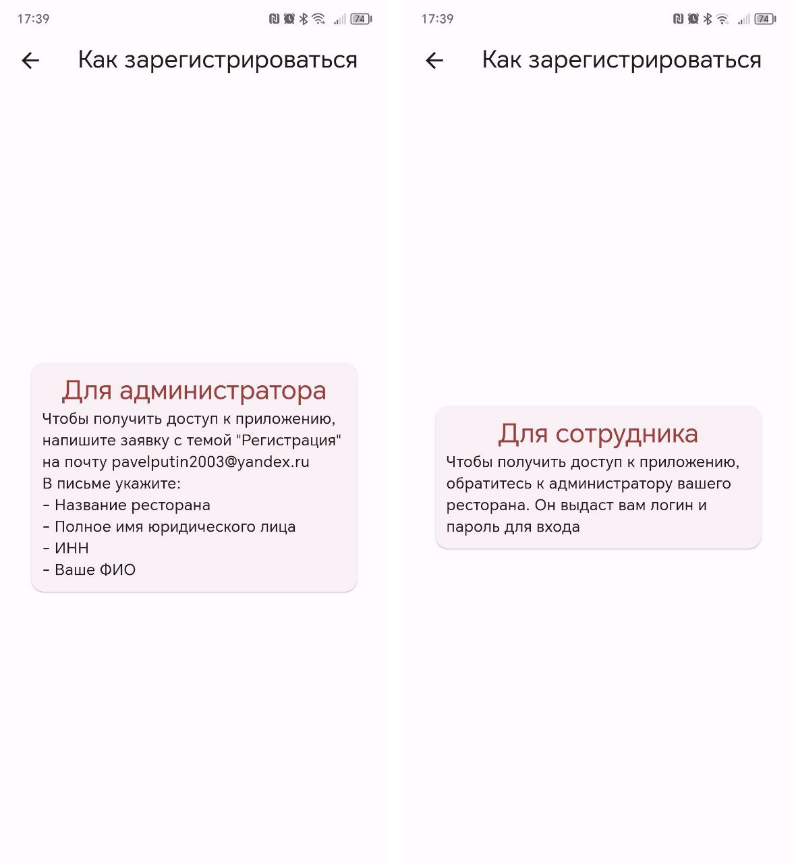 17:39
74
Как зарегистрироваться
Для администратора
Чтобы получить доступ к приложению,
напишите заявку с темой "Регистрация"
на почту pavelputin2003@yandex.ru
В письме укажите:
- Название ресторана
- Полное имя юридического лица
- ИНН
- Ваше ФИО
17:39
74
Как зарегистрироваться
Для сотрудника
Чтобы получить доступ к приложению,
обратитесь к администратору вашего
ресторана. Он выдаст вам логин и
пароль для входа